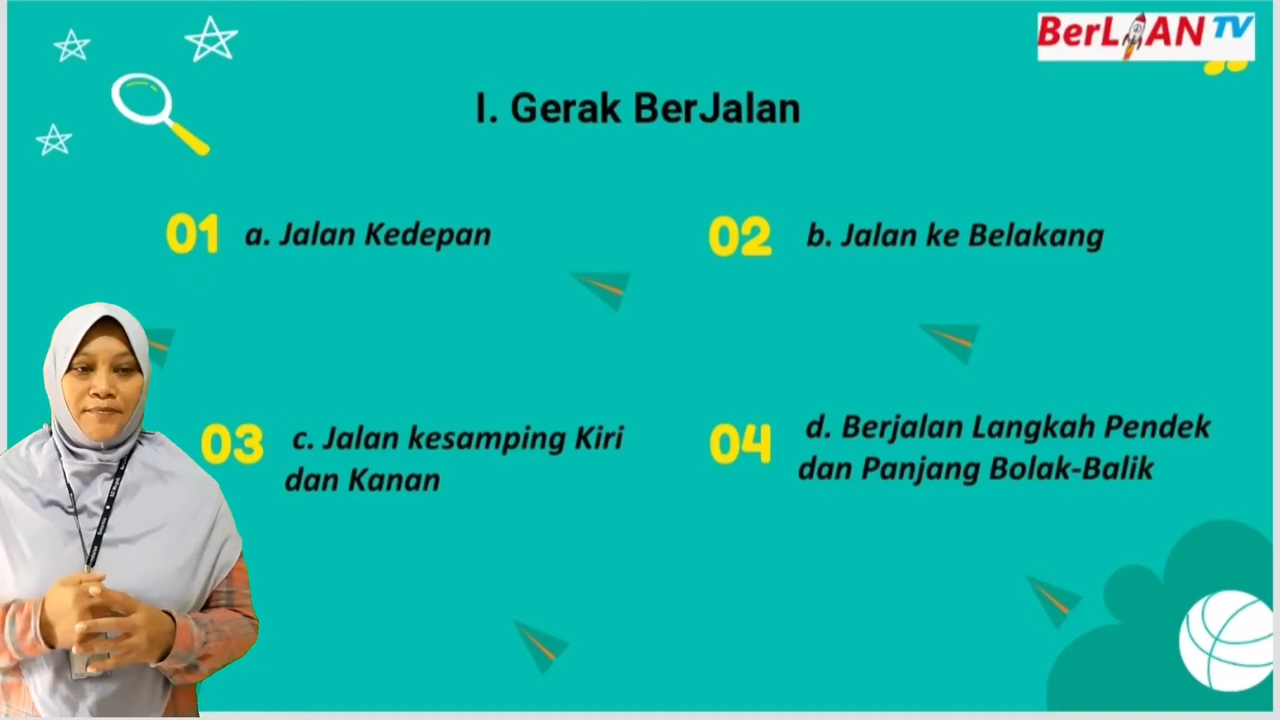 BerLIAN TV
I. Gerak BerJalan
01 a. Jalan Kedepan
02 b. Jalan ke Belakang
03 c. Jalan kesamping Kiri
dan Kanan
04 d. Berjalan Langkah Pendek
dan Panjang Bolak-Balik